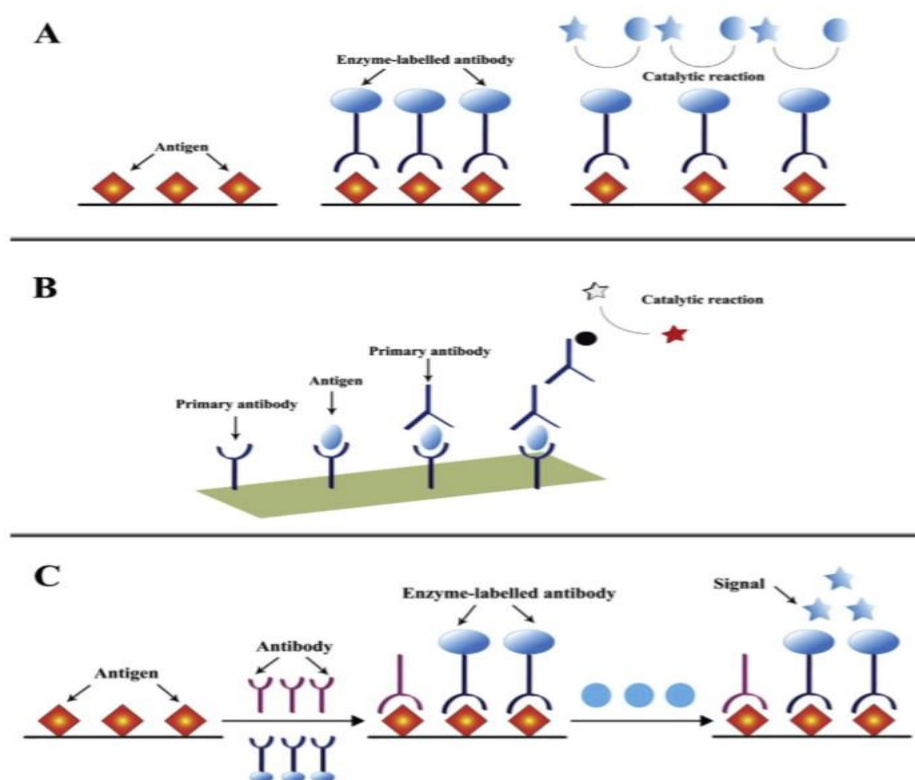 A
Enzyme-labelled antibody
Catalytic reaction
Antigen
B
Catalytic reaction
Primary antibody
Antigen
Primary antibody
C
Enzyme-labelled antibody
Signal
Antibody
Antigen